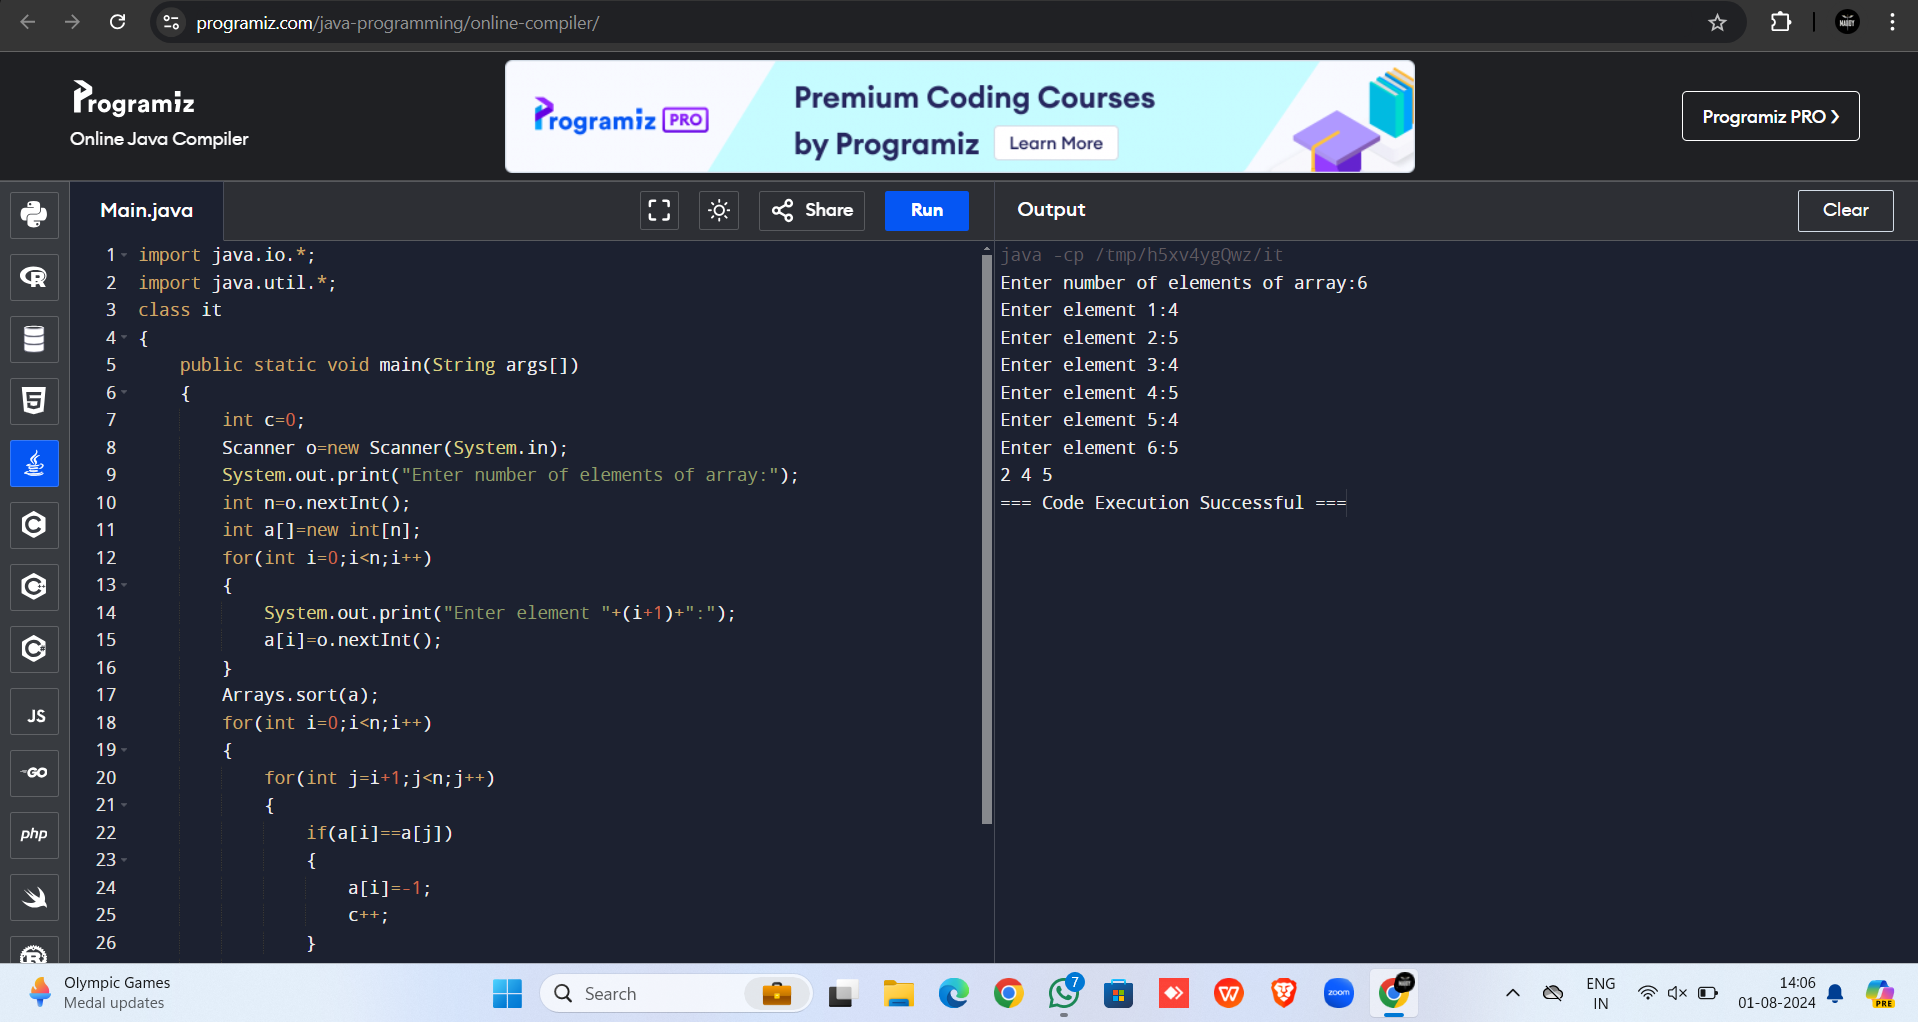 programiz.com/java-programming/online-compiler/
Programiz
Online Java Compiler
Programiz PRO
Premium Coding Courses
by Programiz
Learn More
Programiz PRO
Main.java
Share
Run
Output
Clear
1 import java.io.*;
2 import java.util.*;
3 class it
4 {
5 public static void main(String args[])
6 {
7 int c=0;
8 Scanner o=new Scanner(System.in);
9 System.out.print("Enter number of elements of array:");
10 int n=o.nextInt();
11 int a[]=new int[n];
12 for(int i=0;i<n;i++)
13 {
14 System.out.print("Enter element "+(i+1)+":");
15 a[i]=o.nextInt();
16 }
17 Arrays.sort(a);
18 for(int i=0;i<n;i++)
19 {
20 for(int j=i+1;j<n;j++)
21 {
22 if(a[i]==a[j])
23 {
24 a[i]=-1;
25 c++;
26 }
java -cp /tmp/h5xv4ygQwz/it
Enter number of elements of array:6
Enter element 1:4
Enter element 2:5
Enter element 3:4
Enter element 4:5
Enter element 5:4
Enter element 6:5
2 4 5
=== Code Execution Successful ===
JS
GO
php
Olympic Games
Medal updates
Search
7
zoom
ENG
IN
14:06
01-08-2024
PRE